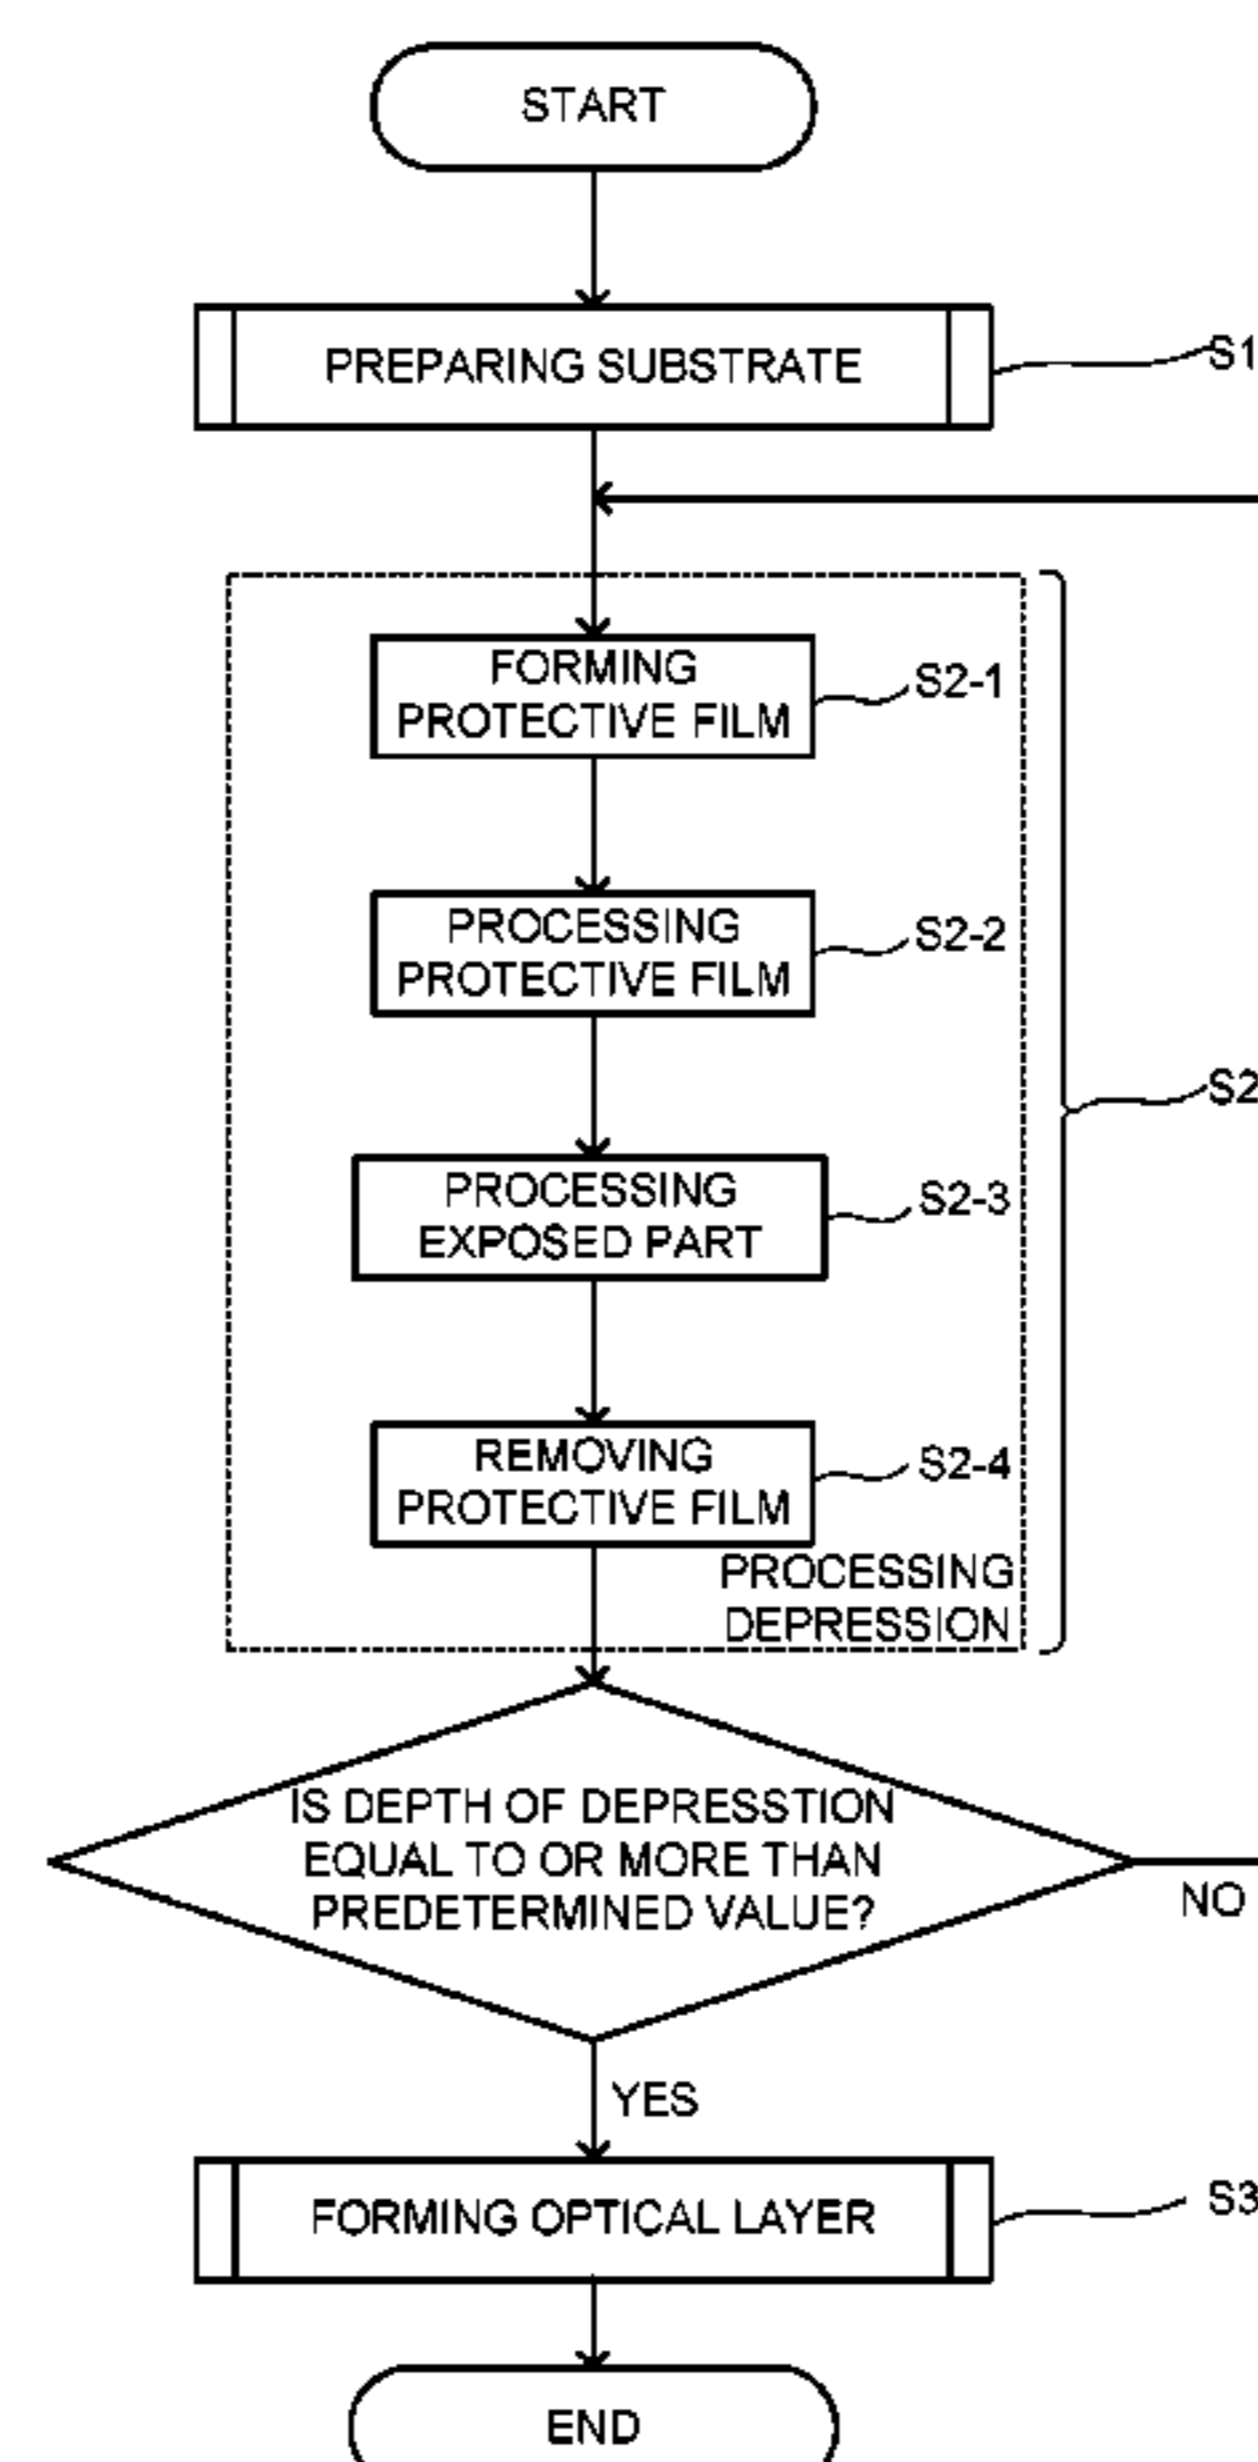 START
PREPARING SUBSTRATE
S1
FORMING
PROTECTIVE FILM
S2-1
PROCESSING
PROTECTIVE FILM
S2-2
S2
PROCESSING
EXPOSED PART
S2-3
REMOVING
PROTECTIVE FILM
S2-4
PROCESSING
DEPRESSION
IS DEPTH OF DEPRESSTION
EQUAL TO OR MORE THAN
PREDETERMINED VALUE?
NO
YES
FORMING OPTICAL LAYER
S3
END